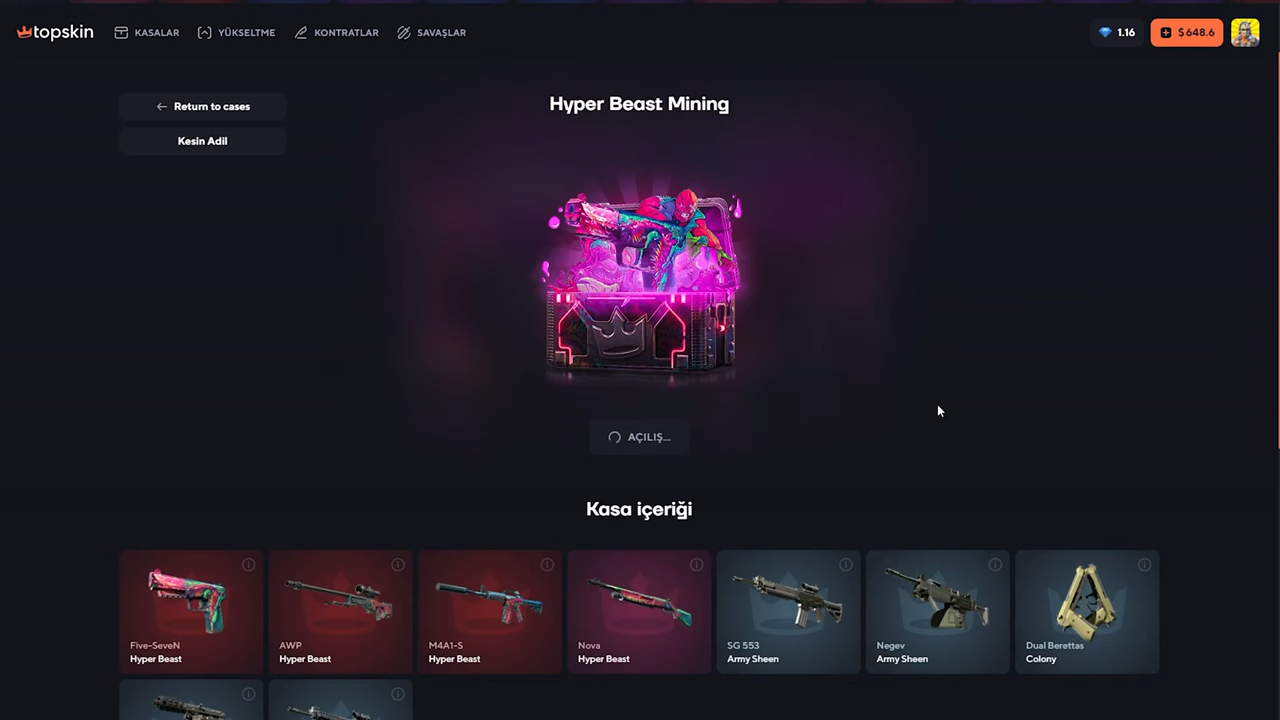 topskin
KASALAR
YÜKSELTME
KONTRATLAR
SAVAŞLAR
1.16
$648.6
Return to cases
Kesin Adil
Hyper Beast Mining
AÇILIŞ...
Kasa içeriği
Five-SeveN
Hyper Beast
AWP
Hyper Beast
M4A1-S
Hyper Beast
Nova
Hyper Beast
SG 553
Army Sheen
Negev
Army Sheen
Dual Berettas
Colony